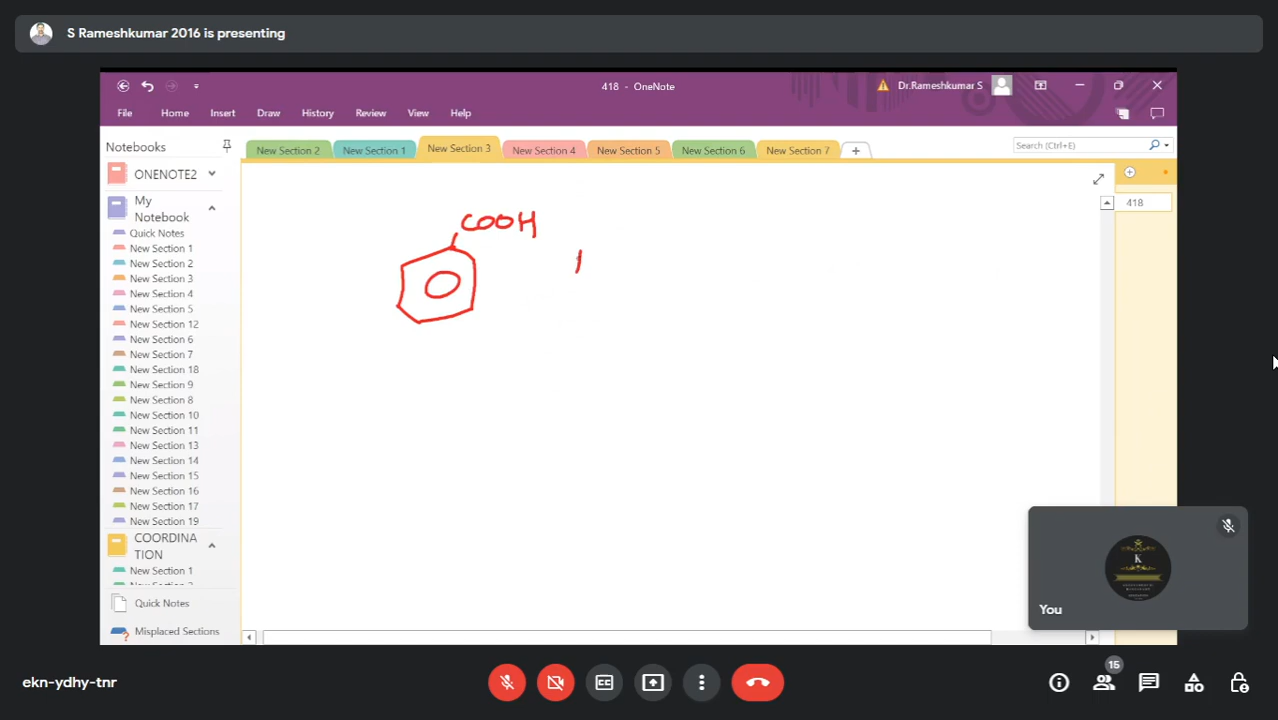 S Rameshkumar 2016 is presenting
418 - OneNote
Dr.Rameshkumar S
File Home Insert Draw History Review View Help
Notebooks
New Section 2 New Section 1 New Section 3 New Section 4 New Section 5 New Section 6 New Section 7 +
Search (Ctrl+E)
ONENOTE2
My
Notebook
Quick Notes
New Section 1
New Section 2
New Section 3
New Section 4
New Section 5
New Section 12
New Section 6
New Section 7
New Section 18
New Section 9
New Section 8
New Section 10
New Section 11
New Section 13
New Section 14
New Section 15
New Section 16
New Section 17
New Section 19
COORDINA
TION
New Section 1
Quick Notes
Misplaced Sections
418
COOH
K
You
ekn-ydhy-tnr
CC
15